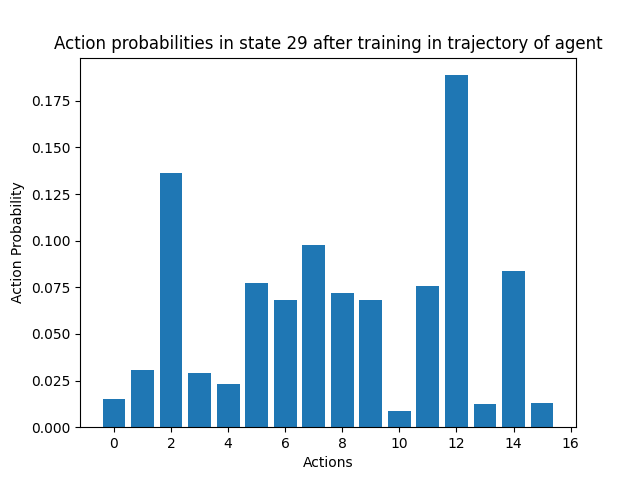 Action probabilities in state 29 after training in trajectory of agent
0.175
0.150
0.125
0.100
0.075
0.050
0.025
0.000
Action Probability
0 2 4 6 8 10 12 14 16
Actions